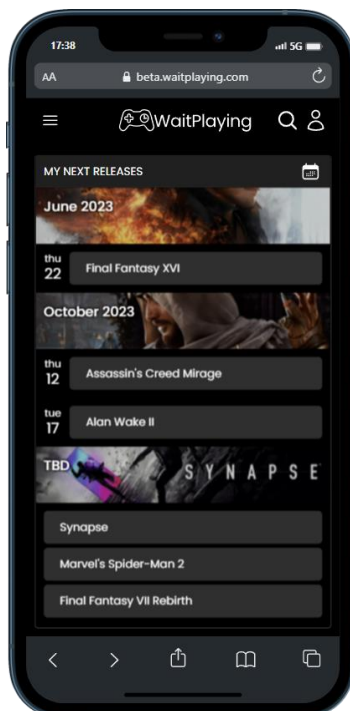 17:38
5G
AA
beta.waitplaying.com
WaitPlaying
MY NEXT RELEASES
June 2023
thu
22
Final Fantasy XVI
October 2023
thu
12
Assassin's Creed Mirage
tue
17
Alan Wake II
TBD
SYNAPSE
Synapse
Marvel's Spider-Man 2
Final Fantasy VII Rebirth